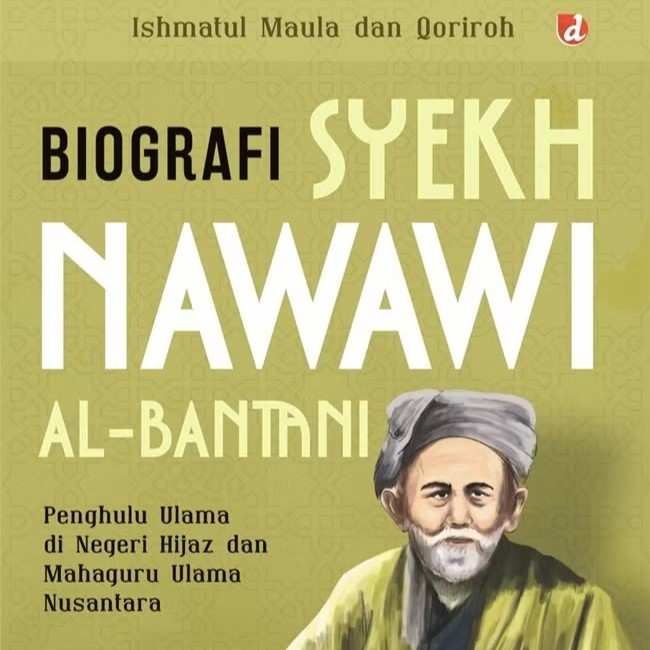 Ishmatul Maula dan Qoriroh
d
BIOGRAFI SYEKH
NAWAWI
AL-BANTANI
Penghulu Ulama
di Negeri Hijaz dan
Mahaguru Ulama
Nusantara